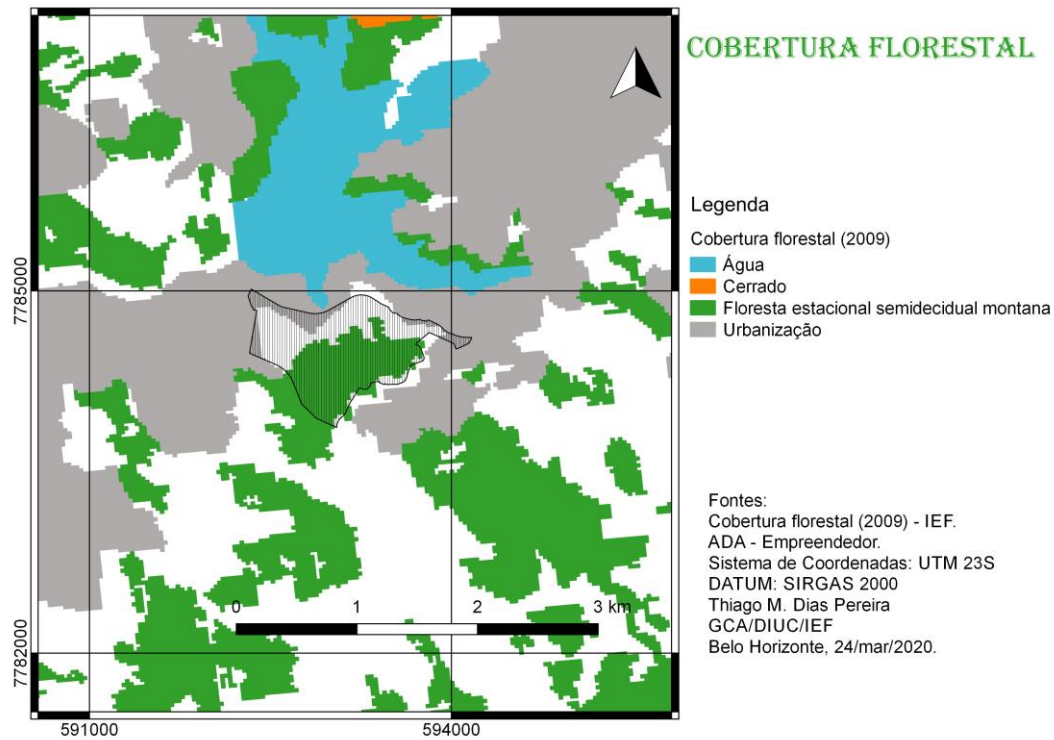 COBERTURA FLORESTAL
Legenda
Cobertura florestal (2009)
Água
Cerrado
Floresta estacional semidecidual montana
Urbanização
7785000
7782000
0 1 2 3 km
591000 594000
Fontes:
Cobertura florestal (2009) - IEF.
ADA - Empreendedor.
Sistema de Coordenadas: UTM 23S
DATUM: SIRGAS 2000
Thiago M. Dias Pereira
GCA/DIUC/IEF
Belo Horizonte, 24/mar/2020.